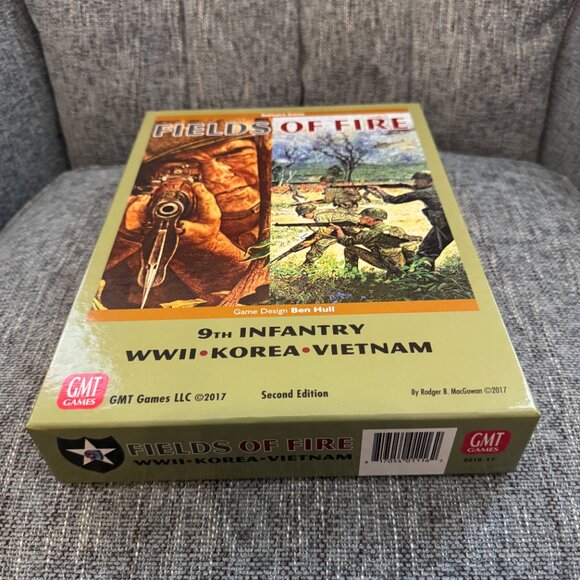 FIELDS OF FIRE
Game Design Ben Hull
9TH INFANTRY
WWII•KOREA•VIETNAM
GMT
GAMES
GMT Games LLC ©2017
Second Edition
By Rodger B. MacGowan ©2017
FIELDS OF FIRE
WWII•KOREA•VIETNAM
GMT
GAMES